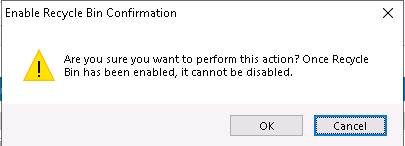 Enable Recycle Bin Confirmation
Are you sure you want to perform this action? Once Recycle
Bin has been enabled, it cannot be disabled.
OK
Cancel